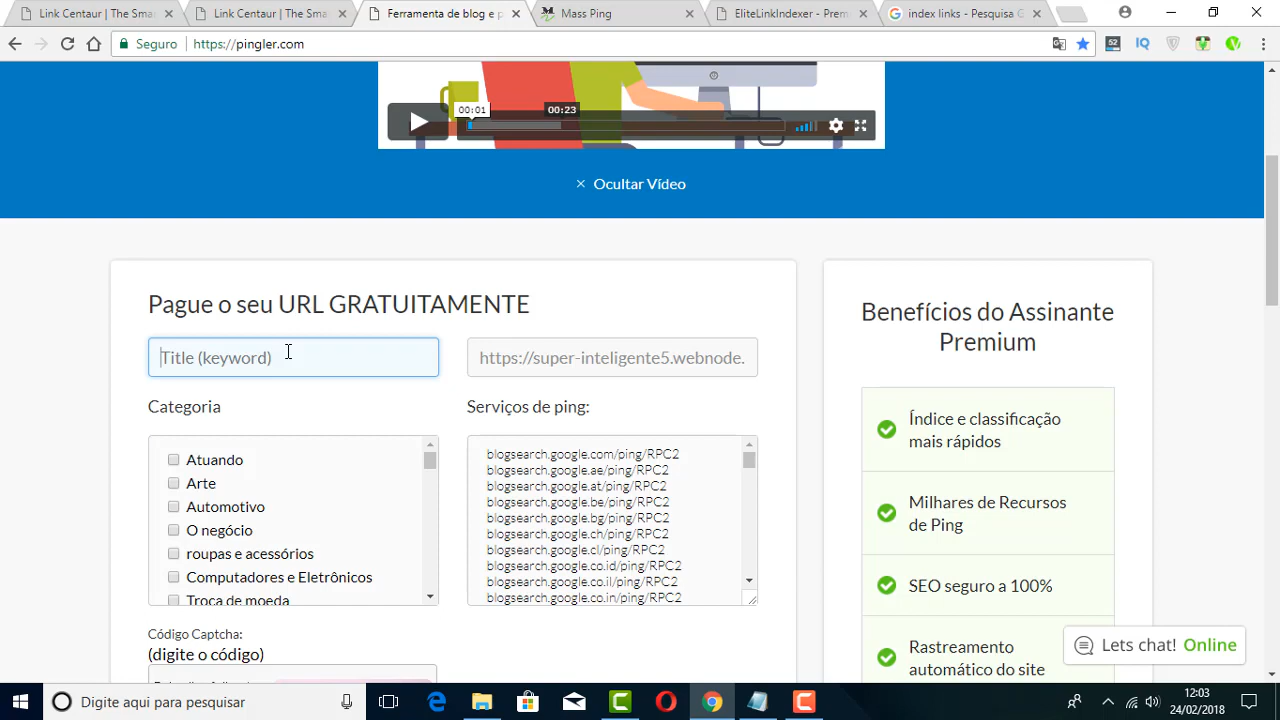 Link Centaur | The Sma
Link Centaur | The Sma
Ferramenta de blog e p
Mass Ping
EliteLinkIndexer - Prem
index links - Pesquisa G
Seguro
https://pingler.com
52
IQ
00:01
00:23
× Ocultar Vídeo
Pague o seu URL GRATUITAMENTE
Title (keyword)
https://super-inteligente5.webnode.
Categoria
Serviços de ping:
Atuando
Arte
Automotivo
O negócio
roupas e acessórios
Computadores e Eletrônicos
Troca de moeda
blogsearch.google.com/ping/RPC2
blogsearch.google.ae/ping/RPC2
blogsearch.google.at/ping/RPC2
blogsearch.google.be/ping/RPC2
blogsearch.google.bg/ping/RPC2
blogsearch.google.ch/ping/RPC2
blogsearch.google.cl/ping/RPC2
blogsearch.google.co.id/ping/RPC2
blogsearch.google.co.il/ping/RPC2
blogsearch.google.co.in/ping/RPC2
Código Captcha:
(digite o código)
Benefícios do Assinante
Premium
Índice e classificação
mais rápidos
Milhares de Recursos
de Ping
SEO seguro a 100%
Rastreamento
automático do site
Lets chat! Online
Digite aqui para pesquisar
12:03
24/02/2018